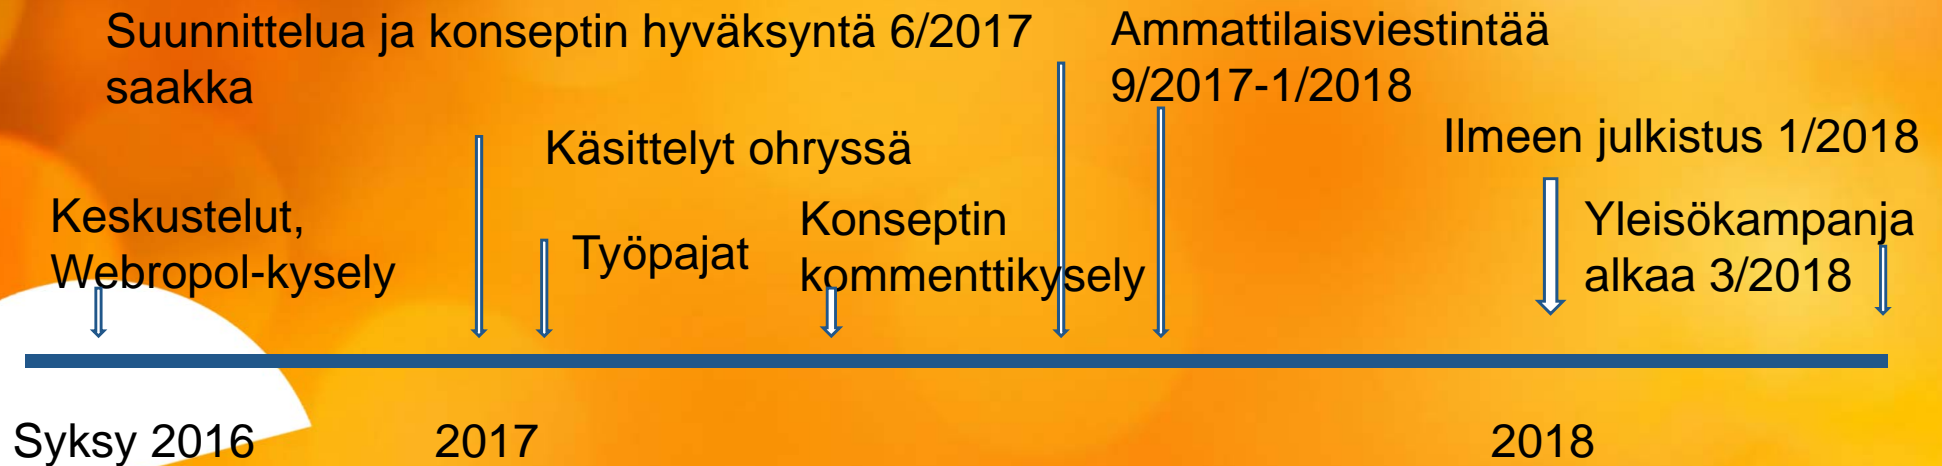 Suunnittelua ja konseptin hyväksyntä 6/2017
saakka
Ammattilaisviestintää
9/2017-1/2018
Ilmeen julkistus 1/2018
Käsittelyt ohryssä
Keskustelut,
Webropol-kysely
Työpajat
Konseptin
kommenttikysely
Yleisökampanja
alkaa 3/2018
Syksy 2016
2017
2018